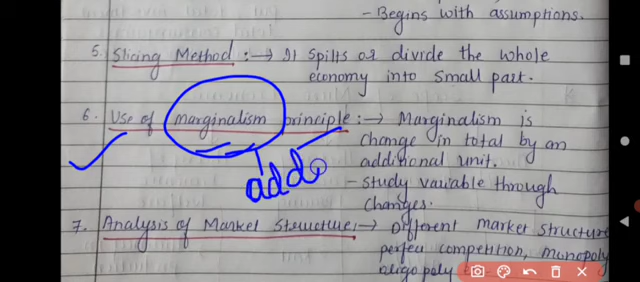 - Begins with assumptions.
5. Slicing Method :→ It spilts or divide the whole
economy into small part.
6. Use of marginalism principle :→ Marginalism is
change in total by an
additional unit.
add
- Study variable through
changes.
7. Analysis of Market Structure :→ Different market structure
perfect competition, monopoly
oligopoly